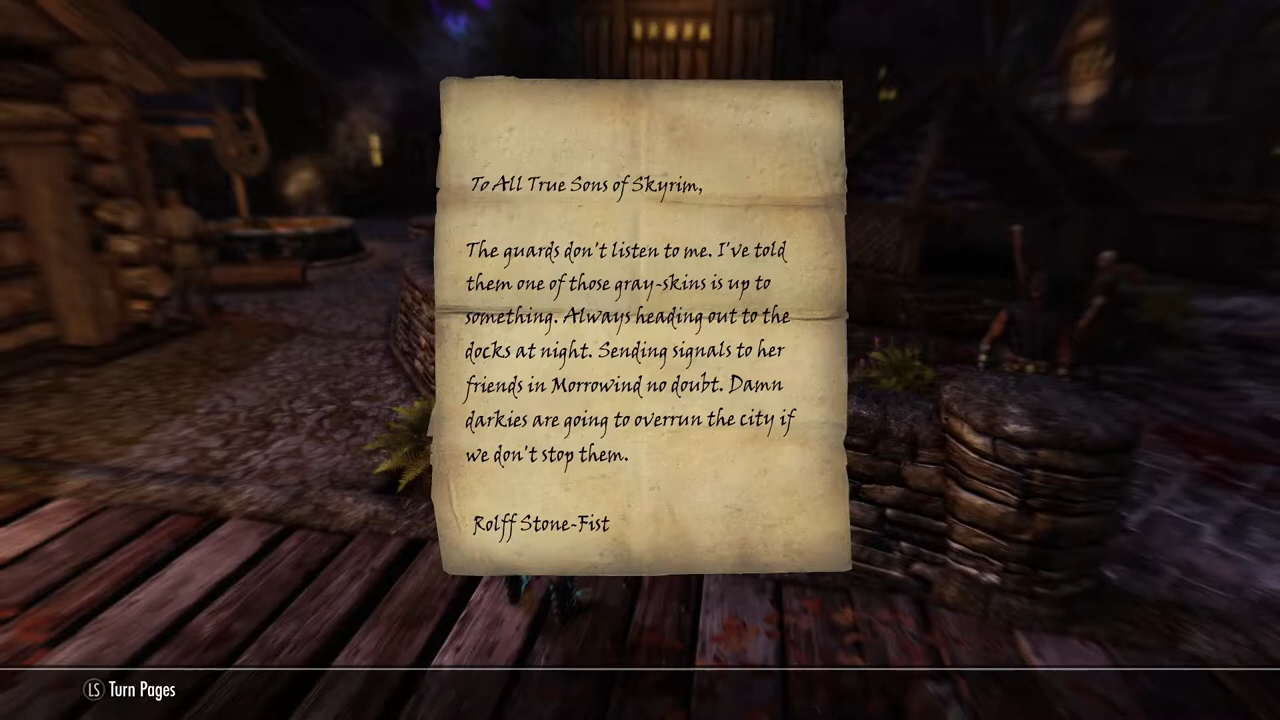 To All True Sons of Skyrim,
The guards don't listen to me. I've told
them one of those gray-skins is up to
something. Always heading out to the
docks at night. Sending signals to her
friends in Morrowind no doubt. Damn
darkies are going to overrun the city if
we don't stop them.
Rolff Stone-Fist
LS Turn Pages